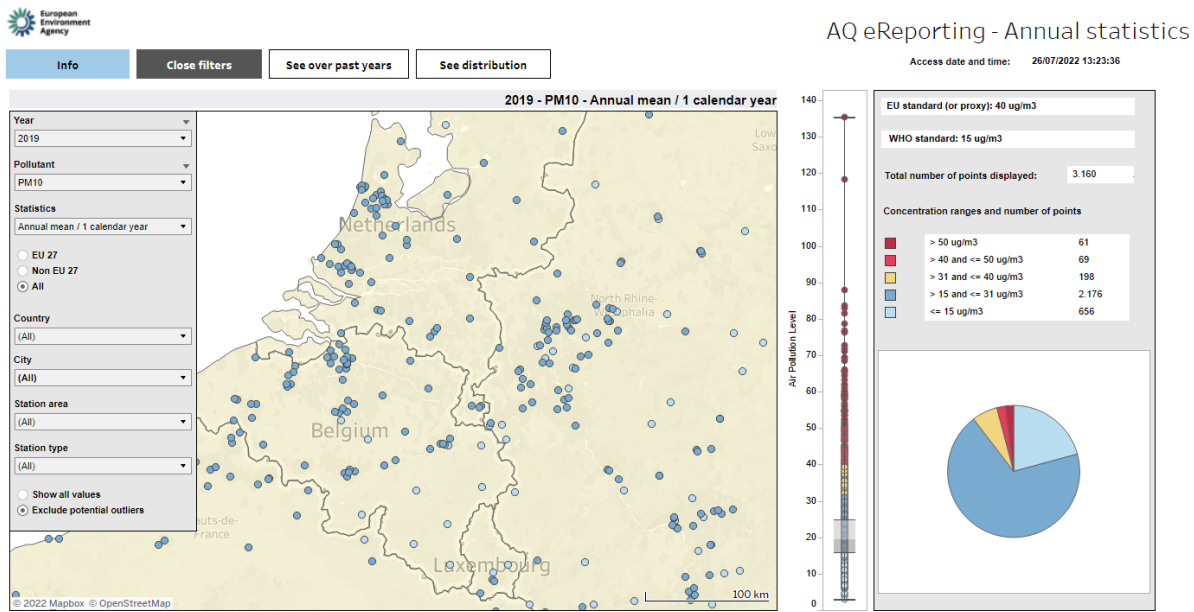 European
Environment
Agency
AQ eReporting - Annual statistics
Access date and time: 26/07/2022 13:23:36
Info
Close filters
See over past years
See distribution
2019 - PM10 - Annual mean / 1 calendar year
Year
2019
Pollutant
PM10
Statistics
Annual mean / 1 calendar year
EU 27
Non EU 27
All
Country
(All)
City
(All)
Station area
(All)
Station type
(All)
Show all values
Exclude potential outliers
Low
Saxo
Netherlands
North Rhine-
Westphalia
Belgium
auts-de-
France
Luxembourg
100 km
© 2022 Mapbox © OpenStreetMap
Air Pollution Level
140
130
120
110
100
90
80
70
60
50
40
30
20
10
0
EU standard (or proxy): 40 ug/m3
WHO standard: 15 ug/m3
Total number of points displayed: 3.160
Concentration ranges and number of points
> 50 ug/m3 61
> 40 and <= 50 ug/m3 69
> 31 and <= 40 ug/m3 198
> 15 and <= 31 ug/m3 2.176
<= 15 ug/m3 656